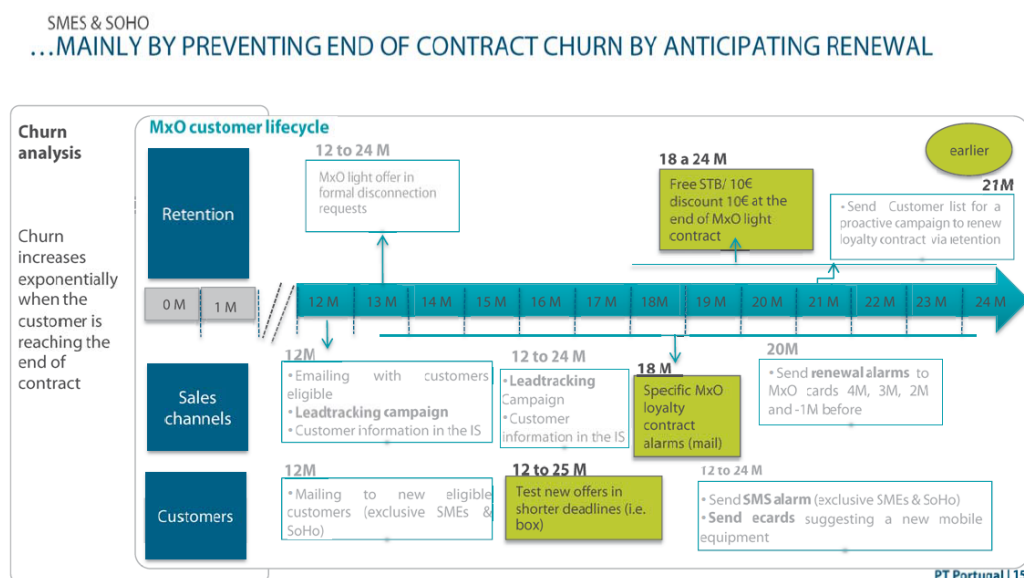 SMES & SOHO
…MAINLY BY PREVENTING END OF CONTRACT CHURN BY ANTICIPATING RENEWAL
Churn
analysis
Churn
increases
exponentially
when the
customer is
reaching the
end of
contract
MxO customer lifecycle
earlier
Retention
12 to 24 M
MxO light offer in
formal disconnection
requests
18 a 24 M
Free STB/ 10€
discount 10€ at the
end of MxO light
contract
21M
•Send Customer list for a
proactive campaign to renew
loyalty contract via retention
0 M 1 M 12 M 13 M 14 M 15 M 16 M 17 M 18M 19 M 20 M 21 M 22 M 23 M 24 M
Sales
channels
12M
•Emailing with customers
eligible
•Leadtracking campaign
•Customer information in the IS
12 to 24 M
•Leadtracking
Campaign
•Customer
information in the IS
18 M
Specific MxO
loyalty
contract
alarms (mail)
20M
•Send renewal alarms to
MxO cards 4M, 3M, 2M
and -1M before
Customers
12M
•Mailing to new eligible
customers (exclusive SMEs &
SoHo)
12 to 25 M
Test new offers in
shorter deadlines (i.e.
box)
12 to 24 M
•Send SMS alarm (exclusive SMEs & SoHo)
•Send ecards suggesting a new mobile
equipment
PT Portugal | 15